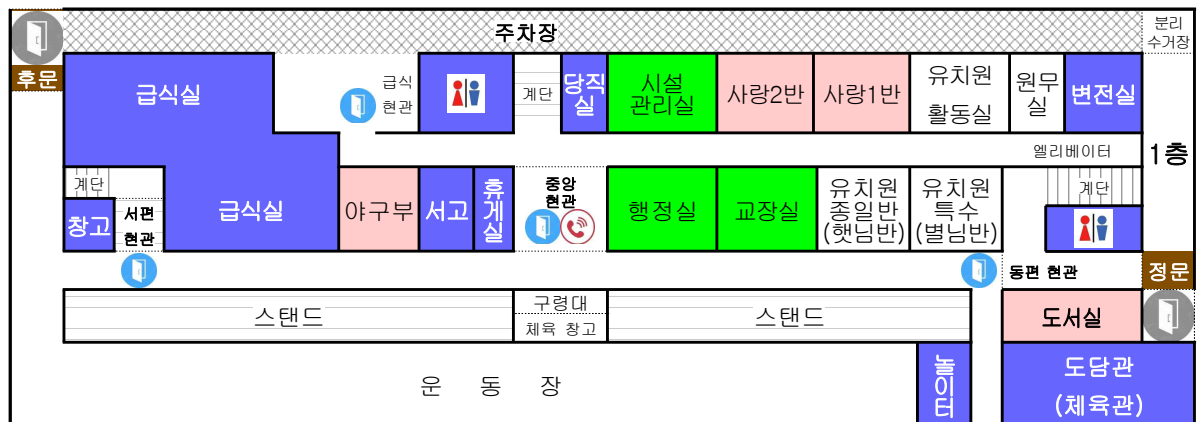 주차장
분리
수거장
후문
급식실
급식
현관
계단
당직
실
시설
관리실
사랑2반
사랑1반
유치원
활동실
원무
실
변전실
엘리베이터
1층
계단
창고
서편
현관
급식실
야구부
서고
휴게실
중앙
현관
행정실
교장실
유치원
종일반
(햇님반)
유치원
특수
(별님반)
계단
동편 현관
정문
스탠드
구령대
체육 창고
스탠드
도서실
운 동 장
놀이터
도담관
(체육관)